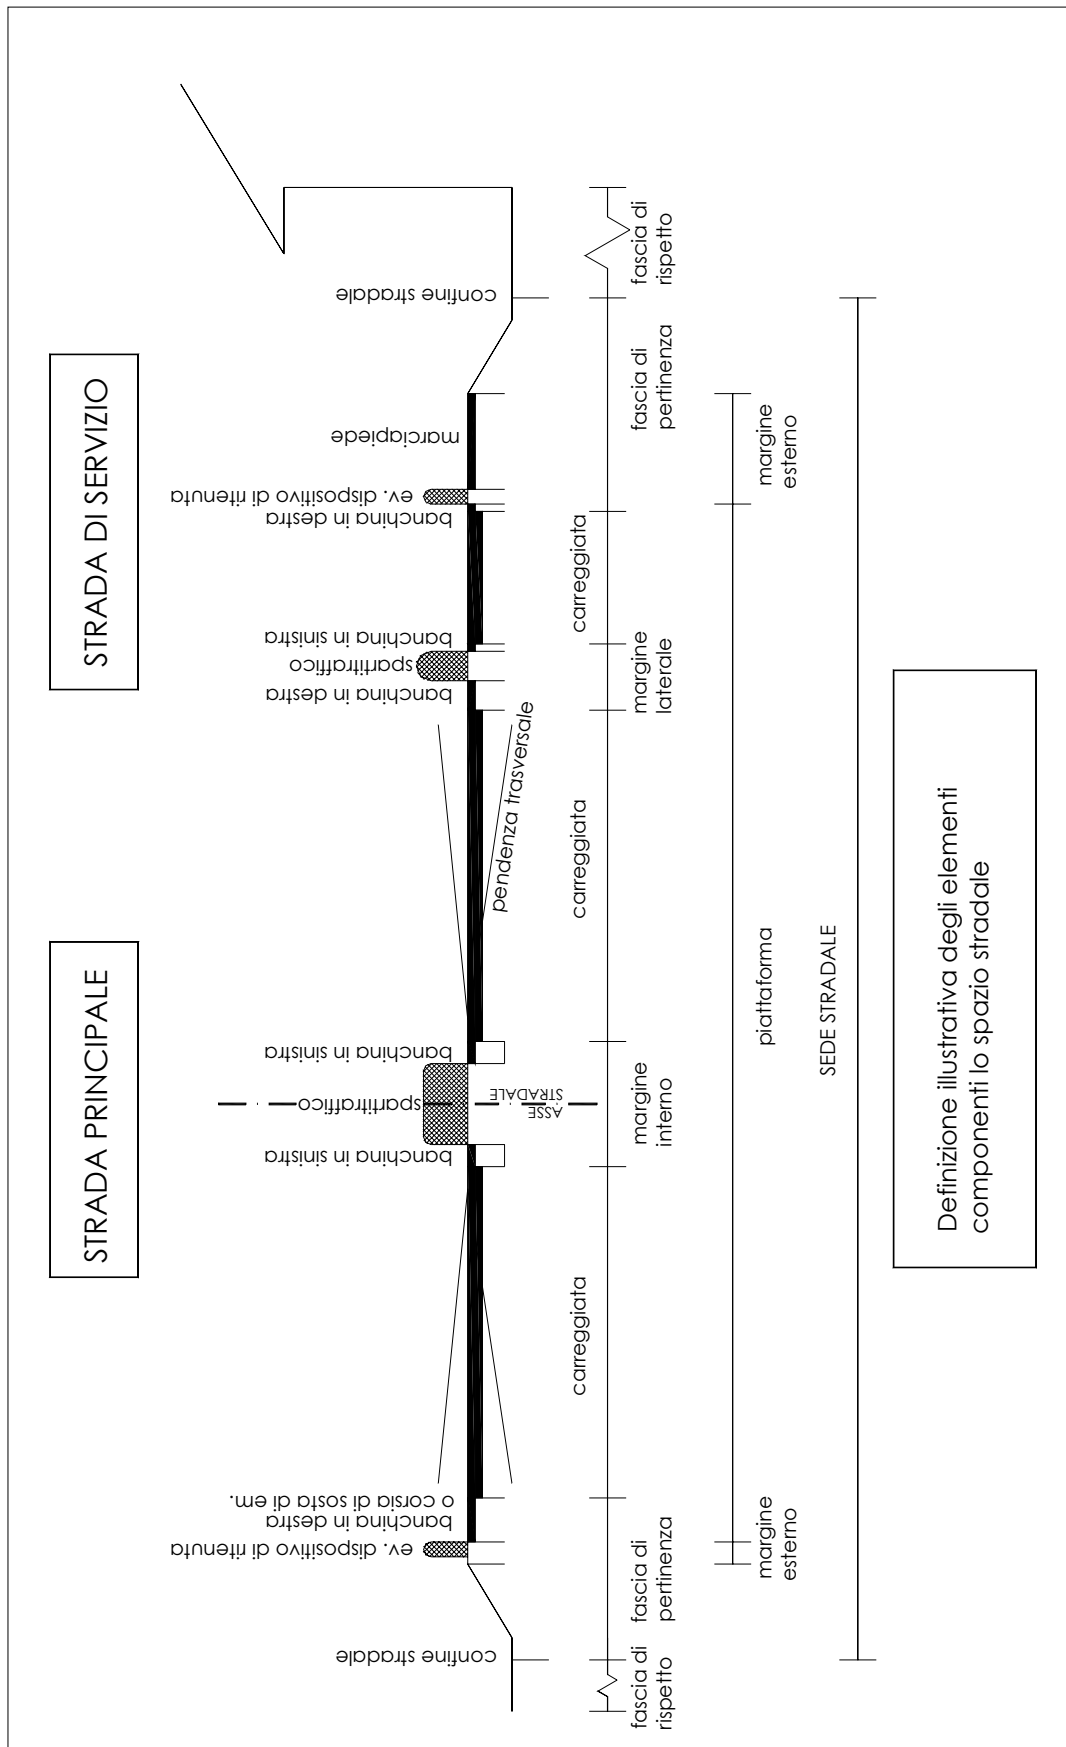 STRADA PRINCIPALE
STRADA DI SERVIZIO
confine stradale
ev. dispositivo di ritenuta
banchina in destra
o corsia di sosta di em.
banchina in sinistra
spartitraffico
banchina in sinistra
banchina in destra
spartitraffico
banchina in sinistra
banchina in destra
ev. dispositivo di ritenuta
marciapiede
confine stradale
ASSE
STRADALE
pendenza trasversale
carreggiata
carreggiata
carreggiata
fascia di
rispetto
fascia di
pertinenza
margine
interno
margine
laterale
fascia di
pertinenza
fascia di
rispetto
margine
esterno
piattaforma
margine
esterno
SEDE STRADALE
Definizione illustrativa degli elementi
componenti lo spazio stradale